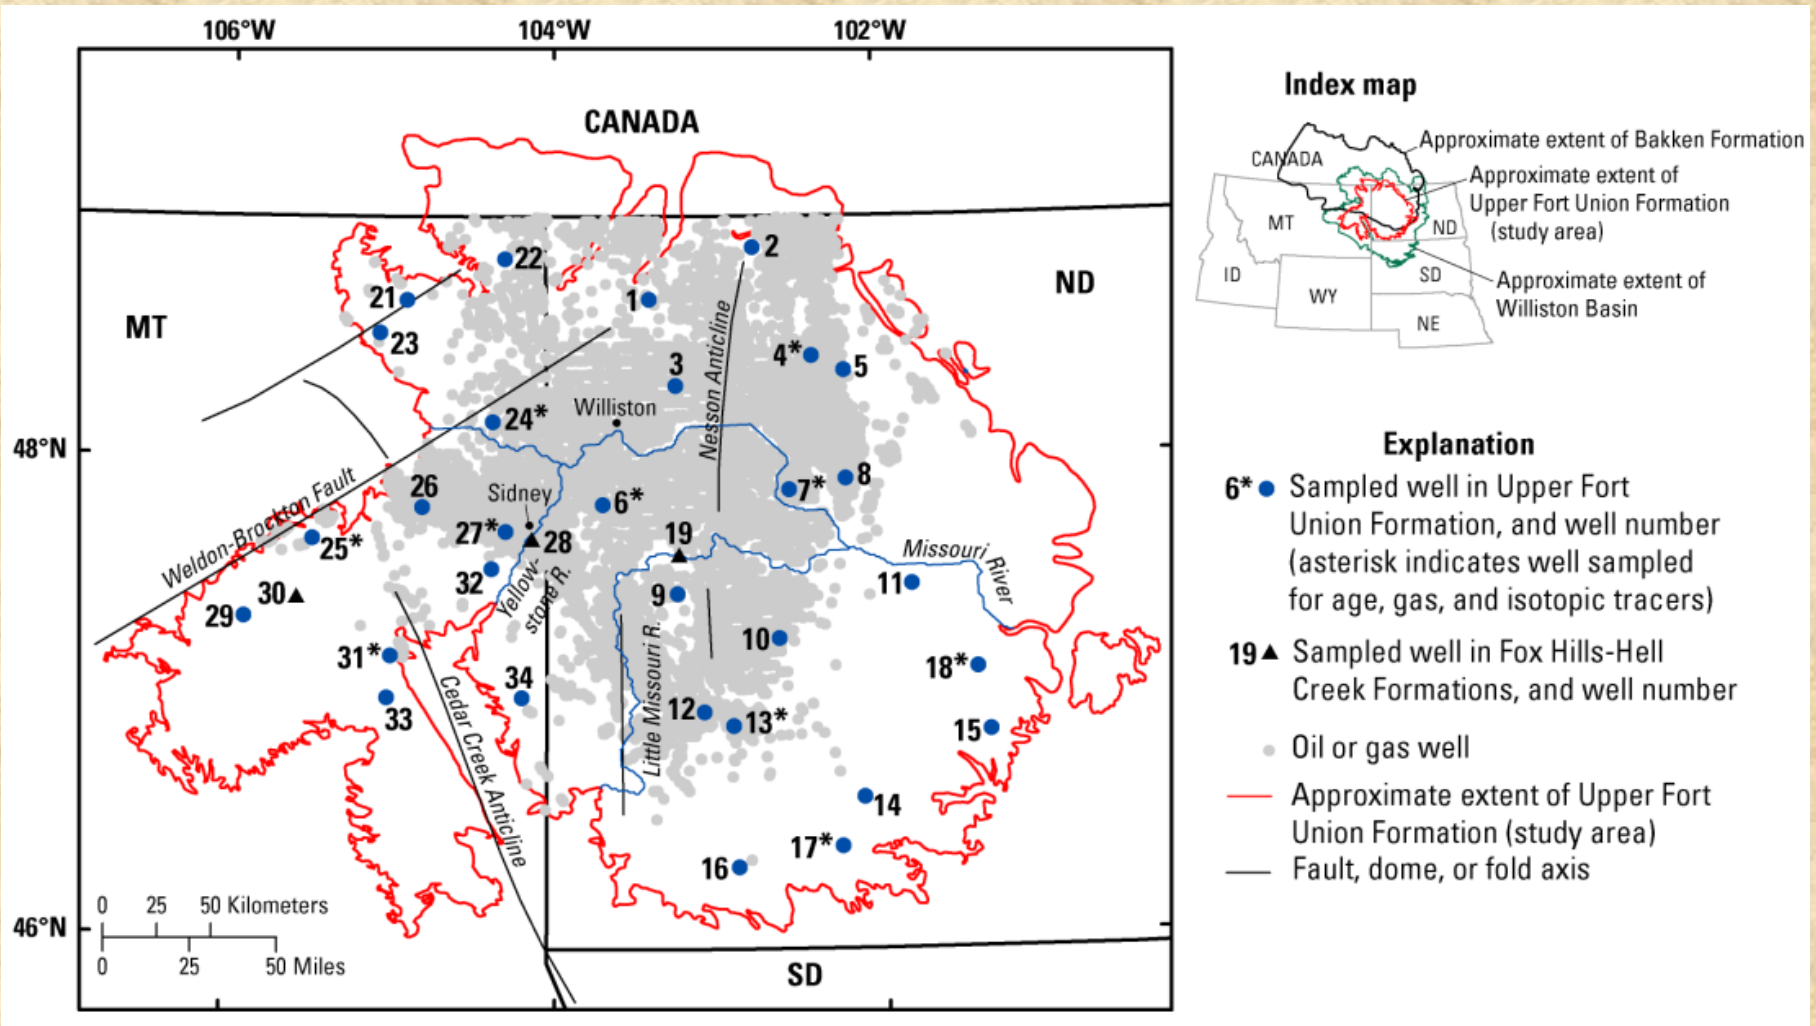 106°W
104°W
102°W
CANADA
MT
ND
SD
48°N
46°N
22
2
21
1
23
4*
5
3
Nesson Anticline
Williston
24*
Weldon-Brockton Fault
26
Sidney
6*
7*
8
27*
28
19
25*
32
Yellow-
stone R.
Missouri
River
9
11
30
29
10
31*
18*
34
33
Cedar Creek Anticline
Little Missouri R.
12
13*
15
14
17*
16
0 25 50 Kilometers
0 25 50 Miles
Index map
Approximate extent of Bakken Formation
CANADA
Approximate extent of
Upper Fort Union Formation
(study area)
MT
ND
ID
SD
WY
NE
Approximate extent of
Williston Basin
Explanation
6* Sampled well in Upper Fort
Union Formation, and well number
(asterisk indicates well sampled
for age, gas, and isotopic tracers)
19 Sampled well in Fox Hills-Hell
Creek Formations, and well number
Oil or gas well
Approximate extent of Upper Fort
Union Formation (study area)
Fault, dome, or fold axis